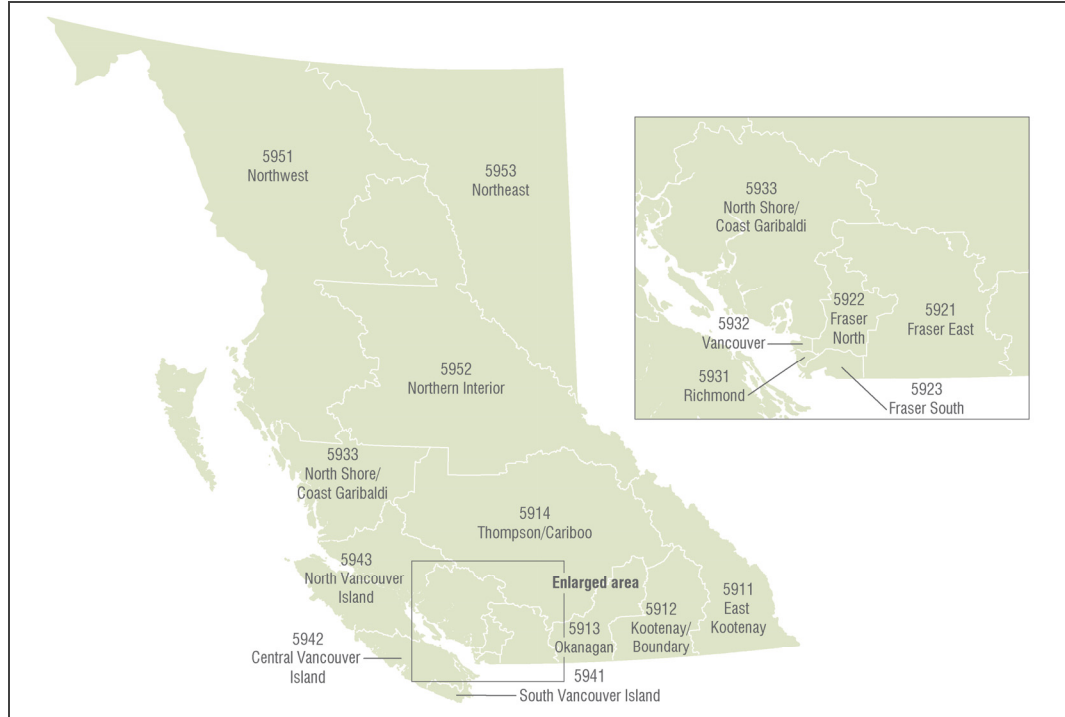 5951
Northwest
5953
Northeast
5952
Northern Interior
5933
North Shore/
Coast Garibaldi
5914
Thompson/Cariboo
5943
North Vancouver
Island
Enlarged area
5911
East
Kootenay
5912
Kootenay/
Boundary
5913
Okanagan
5942
Central Vancouver
Island
5941
South Vancouver Island
5933
North Shore/
Coast Garibaldi
5922
Fraser
North
5921
Fraser East
5932
Vancouver
5931
Richmond
5923
Fraser South